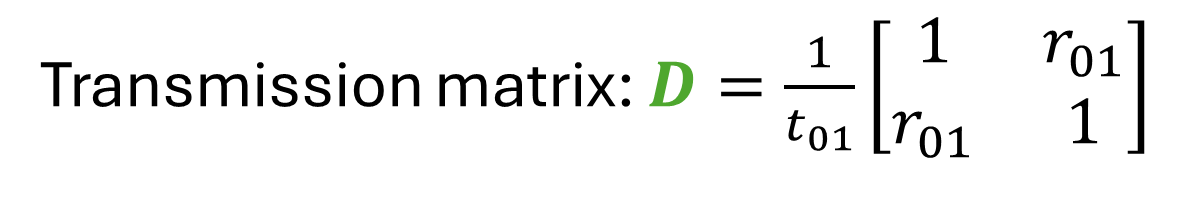 Transmission matrix: D = 1/t₀₁ [1 r₀₁; r₀₁ 1]